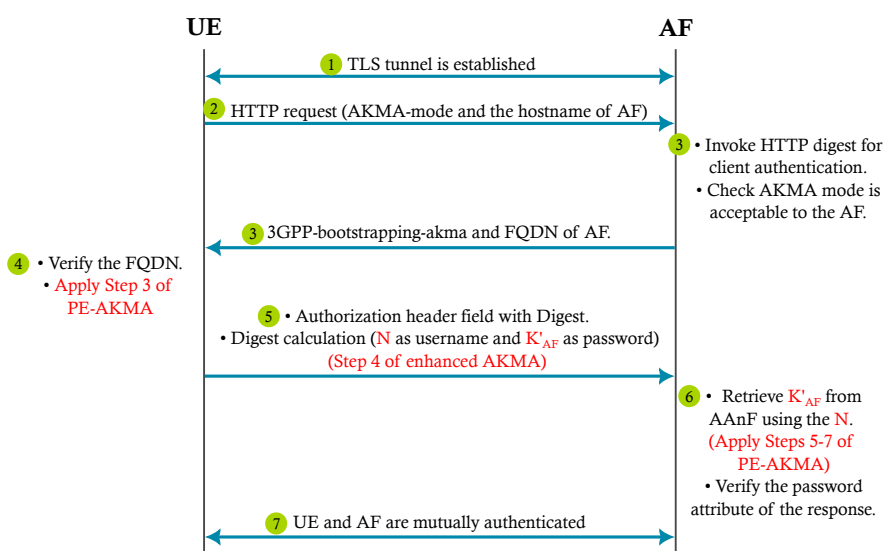 UE
AF
1 TLS tunnel is established
2 HTTP request (AKMA-mode and the hostname of AF)
3 • Invoke HTTP digest for
client authentication.
• Check AKMA mode is
acceptable to the AF.
3 3GPP-bootstrapping-akma and FQDN of AF.
4 • Verify the FQDN.
• Apply Step 3 of
PE-AKMA
5 • Authorization header field with Digest.
• Digest calculation (N as username and K'AF as password)
(Step 4 of enhanced AKMA)
6 • Retrieve K'AF from
AAnF using the N.
(Apply Steps 5-7 of
PE-AKMA)
• Verify the password
attribute of the response.
7 UE and AF are mutually authenticated